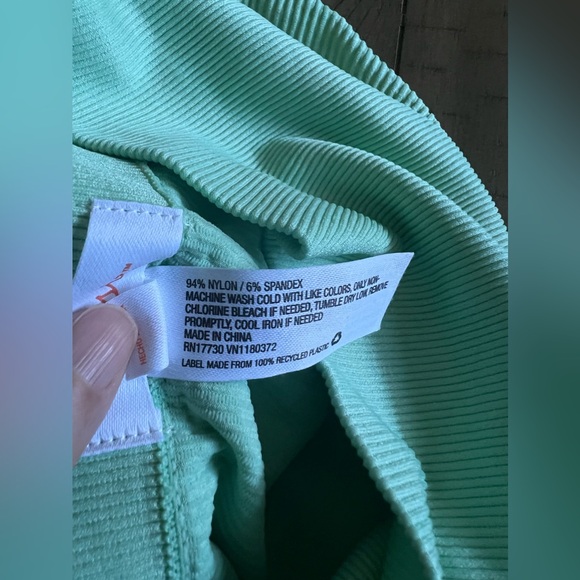 94% NYLON / 6% SPANDEX
MACHINE WASH COLD WITH LIKE COLORS, ONLY NON-
CHLORINE BLEACH IF NEEDED, TUMBLE DRY LOW, REMOVE
PROMPTLY, COOL IRON IF NEEDED
MADE IN CHINA
RN17730 VN1180372
LABEL MADE FROM 100% RECYCLED PLASTIC